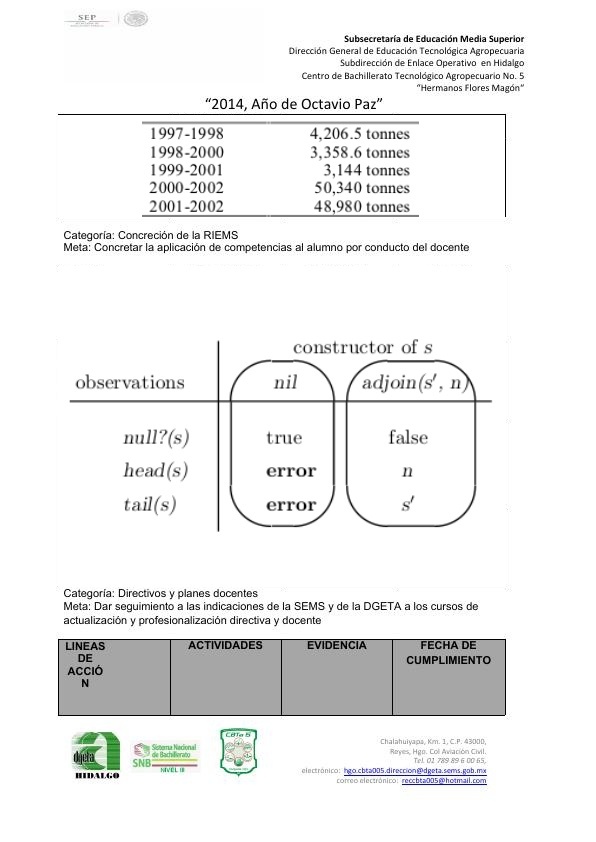 SEP
Subsecretaría de Educación Media Superior
Dirección General de Educación Tecnológica Agropecuaria
Subdirección de Enlace Operativo en Hidalgo
Centro de Bachillerato Tecnológico Agropecuario No. 5
“Hermanos Flores Magón”
“2014, Año de Octavio Paz”
1997-1998 4,206.5 tonnes
1998-2000 3,358.6 tonnes
1999-2001 3,144 tonnes
2000-2002 50,340 tonnes
2001-2002 48,980 tonnes
Categoría: Concreción de la RIEMS
Meta: Concretar la aplicación de competencias al alumno por conducto del docente
constructor of s
observations nil adjoin(s′, n)
null?(s) true false
head(s) error n
tail(s) error s′
Categoría: Directivos y planes docentes
Meta: Dar seguimiento a las indicaciones de la SEMS y de la DGETA a los cursos de
actualización y profesionalización directiva y docente
LINEAS
DE
ACCIÓ
N
ACTIVIDADES
EVIDENCIA
FECHA DE
CUMPLIMIENTO
dgeta
HIDALGO
Sistema Nacional
de Bachillerato
SNB
NIVEL III
CBTa 5
Chalahuiyapa, Km. 1, C.P. 43000,
Reyes, Hgo. Col Aviación Civil.
Tel. 01 789 89 6 00 65,
electrónico: hgo.cbta005.direccion@dgeta.sems.gob.mx
correo electrónico: reccbta005@hotmail.com